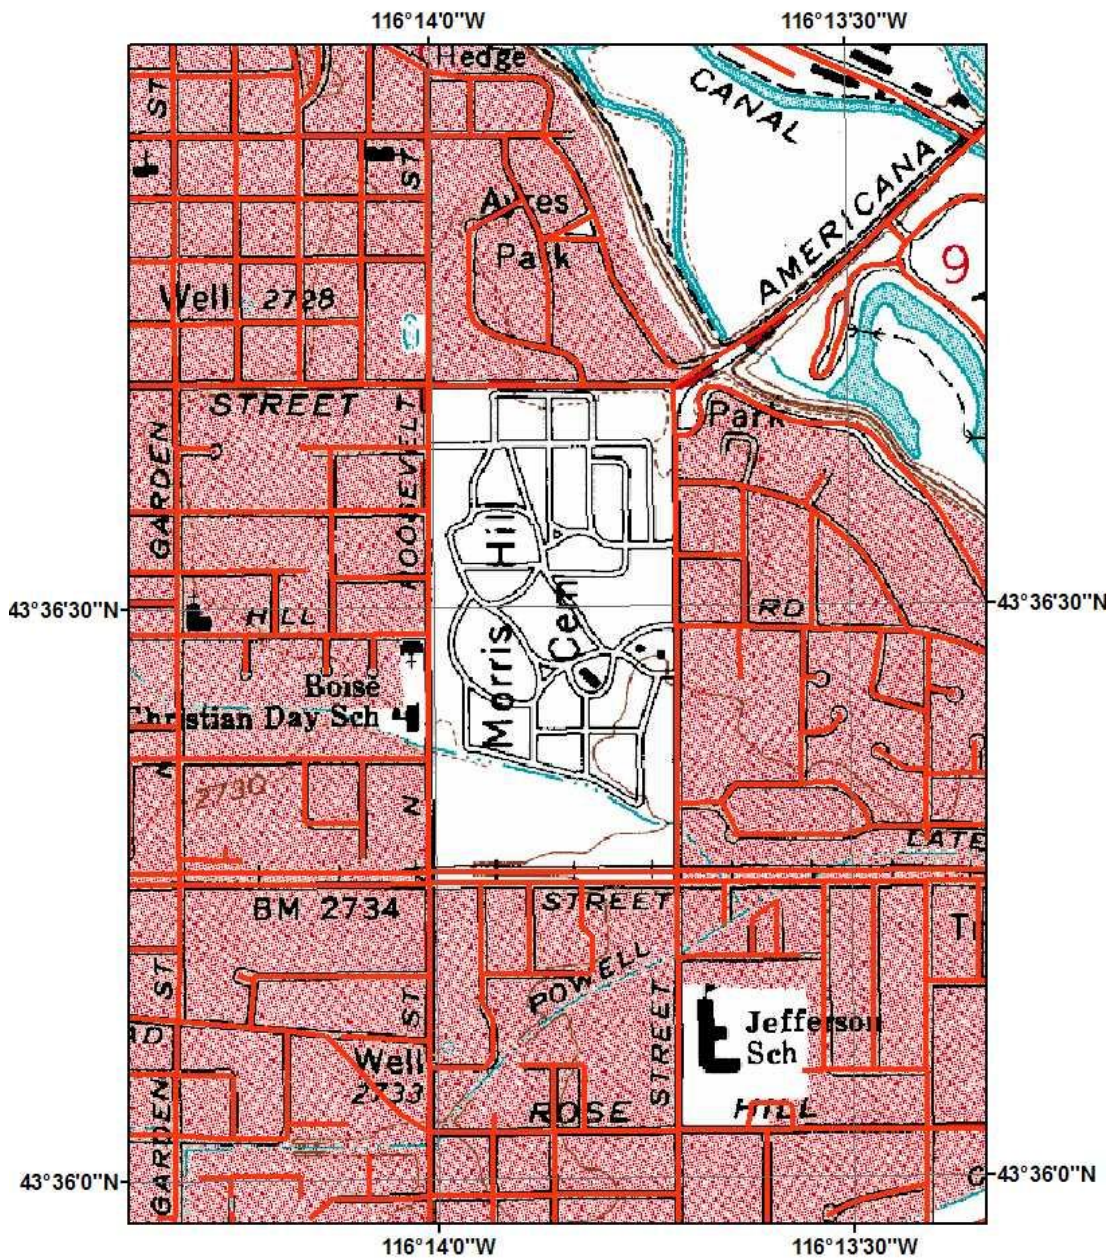 116°14'0"W
116°13'30"W
Hedge
ST
ST
CANAL
AMERICANA
Ayres
Park
9
Well 2728
STREET
Park
GARDEN
ROOSEVELT
Hill
43°36'30"N
43°36'30"N
HILL
RD
Cem
Morris
Boise
Christian Day Sch
N
2730
N
LATE
BM 2734
STREET
POWELL
ST
ST
STREET
Jefferson
Sch
Well
2733
GARDEN
ROSE
HILL
43°36'0"N
43°36'0"N
116°14'0"W
116°13'30"W